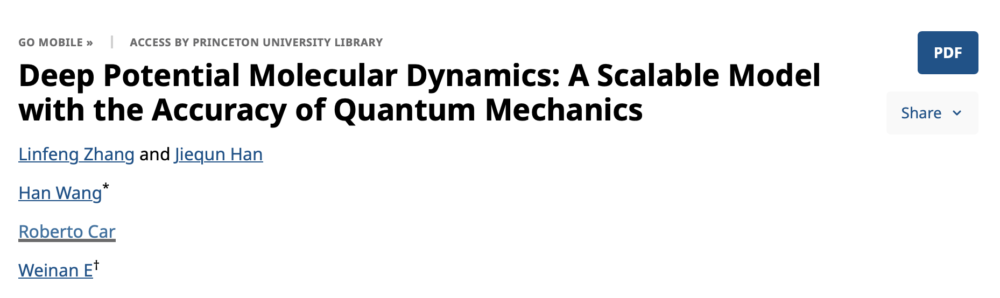 GO MOBILE » | ACCESS BY PRINCETON UNIVERSITY LIBRARY
PDF
Deep Potential Molecular Dynamics: A Scalable Model
with the Accuracy of Quantum Mechanics
Share
Linfeng Zhang and Jiequn Han
Han Wang*
Roberto Car
Weinan E†